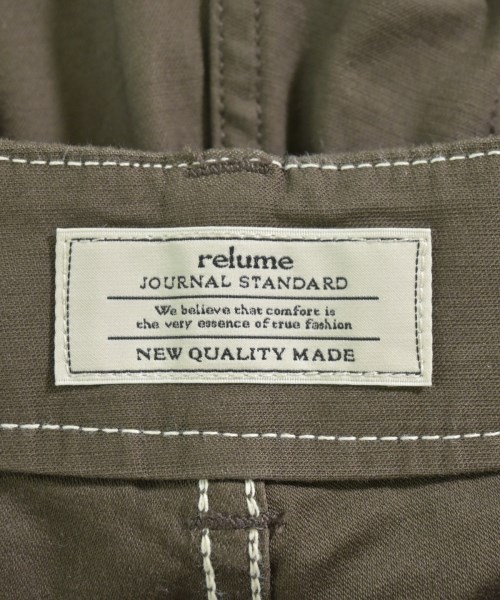 relume
JOURNAL STANDARD
We believe that comfort is
the very essence of true fashion
NEW QUALITY MADE